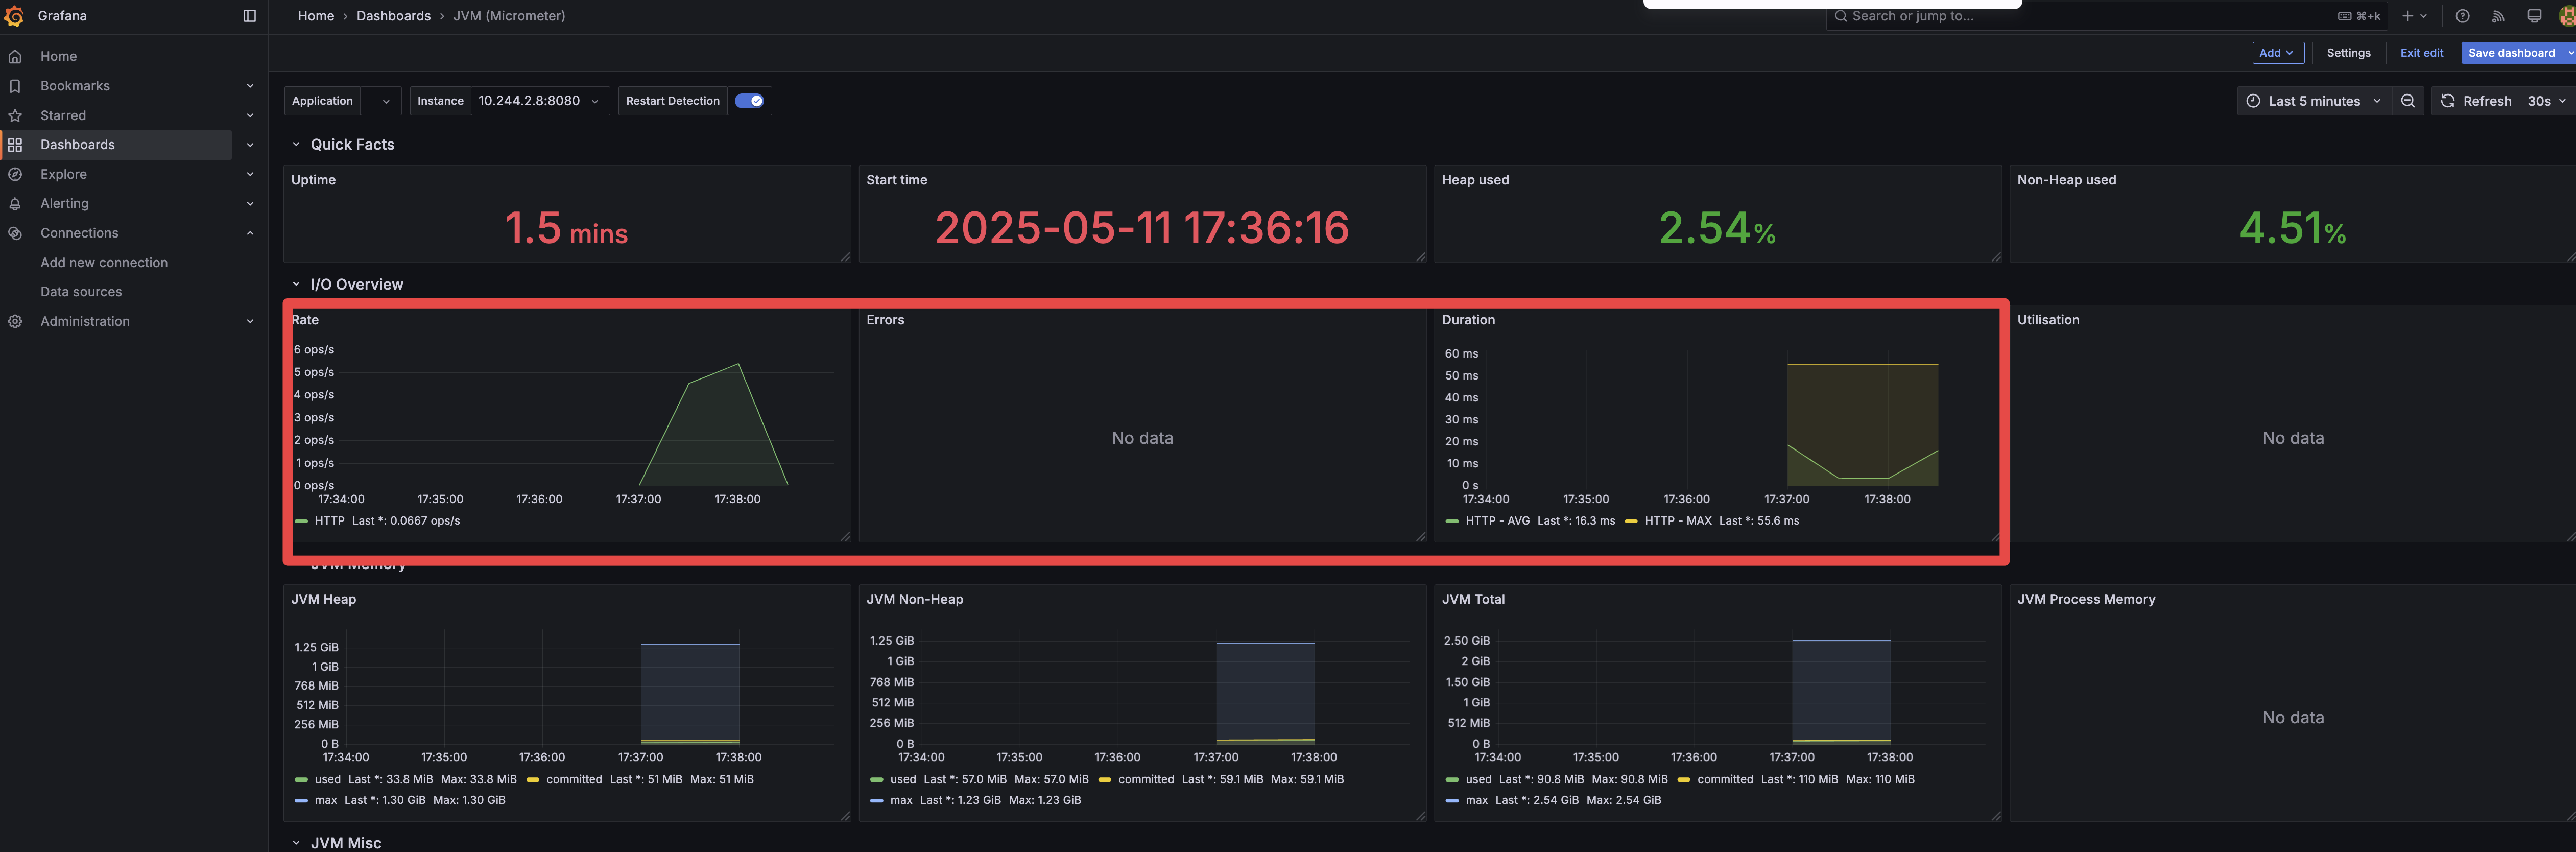 Grafana
Home
Bookmarks
Starred
Dashboards
Explore
Alerting
Connections
Add new connection
Data sources
Administration
Home › Dashboards › JVM (Micrometer)
Search or jump to...
⌘+k
Add
Settings
Exit edit
Save dashboard
Application
Instance 10.244.2.8:8080
Restart Detection
Last 5 minutes
Refresh 30s
Quick Facts
Uptime
1.5 mins
Start time
2025-05-11 17:36:16
Heap used
2.54%
Non-Heap used
4.51%
I/O Overview
Rate
6 ops/s
5 ops/s
4 ops/s
3 ops/s
2 ops/s
1 ops/s
0 ops/s
17:34:00 17:35:00 17:36:00 17:37:00 17:38:00
HTTP Last *: 0.0667 ops/s
Errors
No data
Duration
60 ms
50 ms
40 ms
30 ms
20 ms
10 ms
0 s
17:34:00 17:35:00 17:36:00 17:37:00 17:38:00
HTTP - AVG Last *: 16.3 ms HTTP - MAX Last *: 55.6 ms
Utilisation
No data
JVM Memory
JVM Heap
1.25 GiB
1 GiB
768 MiB
512 MiB
256 MiB
0 B
17:34:00 17:35:00 17:36:00 17:37:00 17:38:00
used Last *: 33.8 MiB Max: 33.8 MiB committed Last *: 51 MiB Max: 51 MiB
max Last *: 1.30 GiB Max: 1.30 GiB
JVM Non-Heap
1.25 GiB
1 GiB
768 MiB
512 MiB
256 MiB
0 B
17:34:00 17:35:00 17:36:00 17:37:00 17:38:00
used Last *: 57.0 MiB Max: 57.0 MiB committed Last *: 59.1 MiB Max: 59.1 MiB
max Last *: 1.23 GiB Max: 1.23 GiB
JVM Total
2.50 GiB
2 GiB
1.50 GiB
1 GiB
512 MiB
0 B
17:34:00 17:35:00 17:36:00 17:37:00 17:38:00
used Last *: 90.8 MiB Max: 90.8 MiB committed Last *: 110 MiB Max: 110 MiB
max Last *: 2.54 GiB Max: 2.54 GiB
JVM Process Memory
No data
JVM Misc